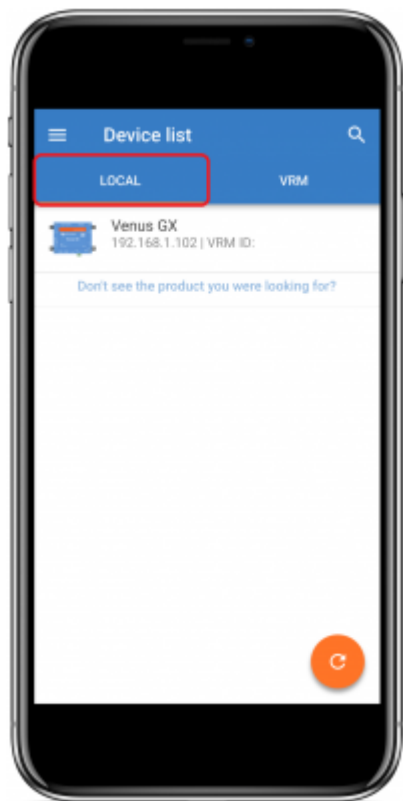 Device list
LOCAL
VRM
Venus GX
192.168.1.102 | VRM ID:
Don't see the product you were looking for?